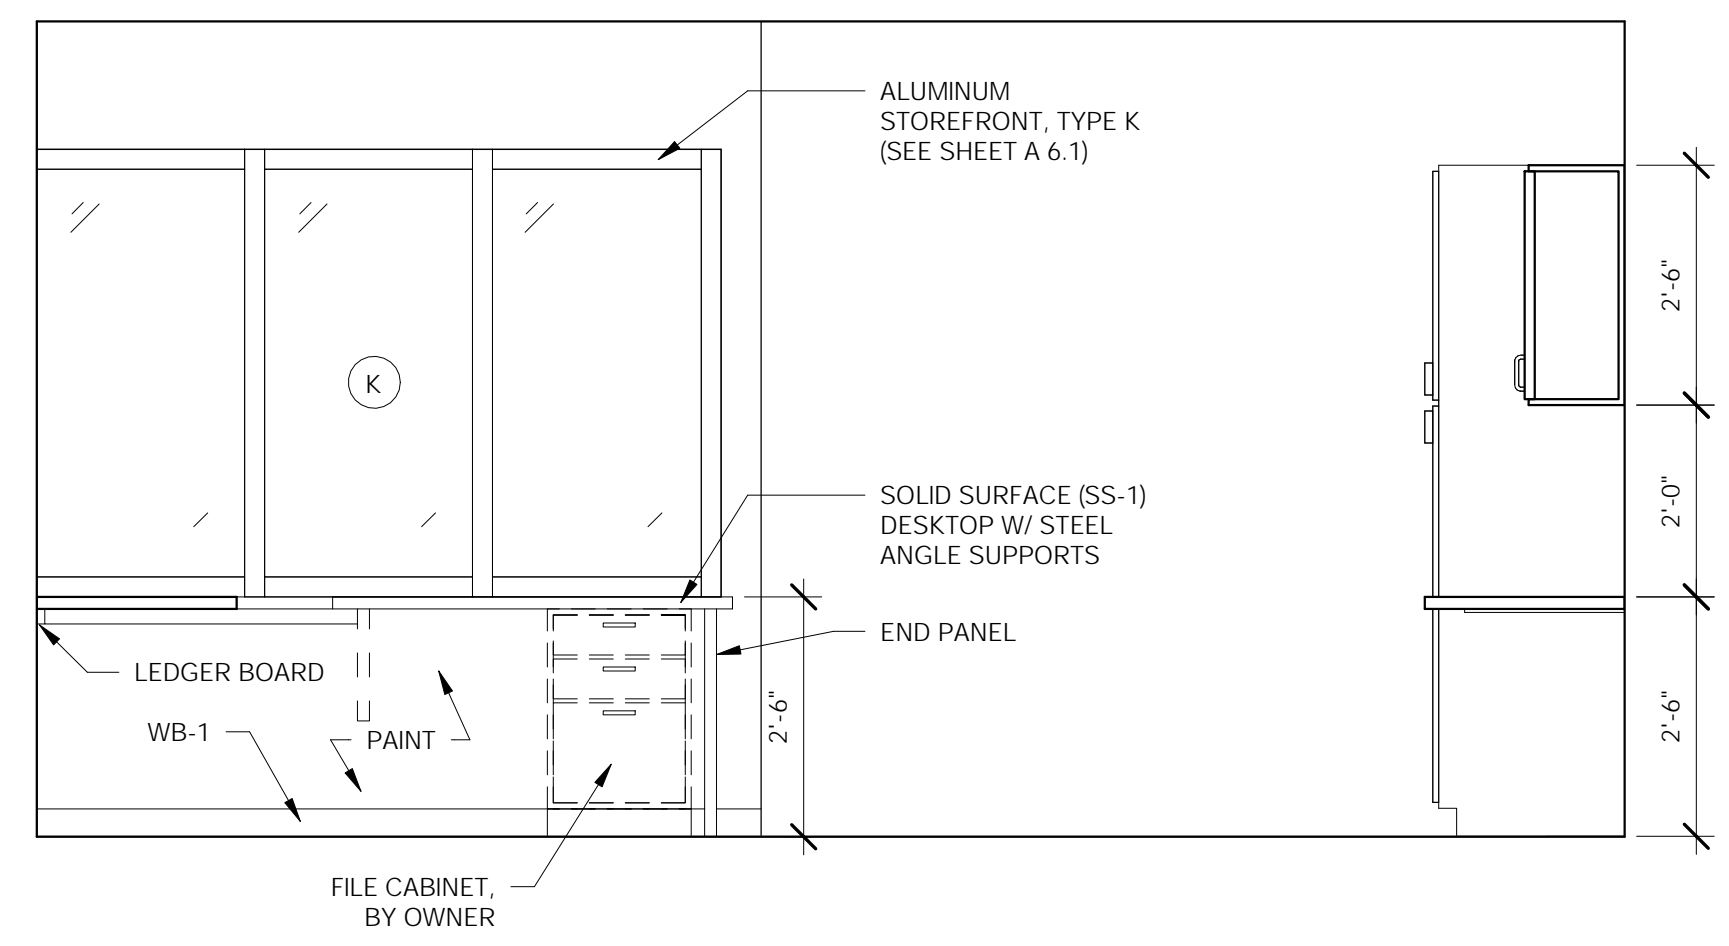 ALUMINUM
STOREFRONT, TYPE K
(SEE SHEET A 6.1)
2'-6"
K
SOLID SURFACE (SS-1)
DESKTOP W/ STEEL
ANGLE SUPPORTS
2'-0"
END PANEL
LEDGER BOARD
2'-6"
2'-6"
WB-1
PAINT
FILE CABINET,
BY OWNER